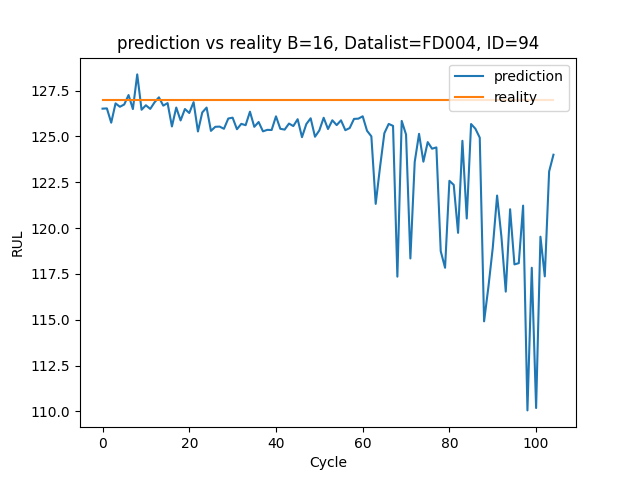 prediction vs reality B=16, Datalist=FD004, ID=94
prediction
reality
127.5
125.0
122.5
120.0
117.5
115.0
112.5
110.0
RUL
0 20 40 60 80 100
Cycle